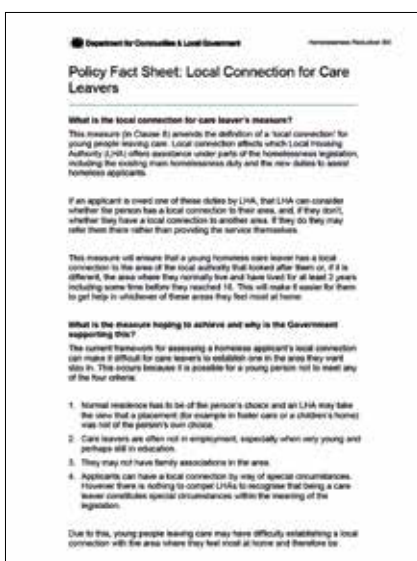 Department for Communities & Local Government
Homelessness Reduction Bill
Policy Fact Sheet: Local Connection for Care
Leavers
What is the local connection for care leaver's measure?
This measure (in Clause 8) amends the definition of a 'local connection' for
young people leaving care. Local connection affects which Local Housing
Authority (LHA) offers assistance under parts of the homelessness legislation,
including the existing main homelessness duty and the new duties to assist
homeless applicants.
If an applicant is owed one of these duties by LHA, that LHA can consider
whether the person has a local connection to their area, and, if they don't,
whether they have a local connection to another area. If they do they may
refer them there rather than providing the service themselves.
This measure will ensure that a young homeless care leaver has a local
connection to the area of the local authority that looked after them or, if it is
different, the area where they normally live and have lived for at least 2 years
including some time before they reached 16. This will make it easier for them
to get help in whichever of these areas they feel most at home.
What is the measure hoping to achieve and why is the Government
supporting this?
The current framework for assessing a homeless applicant's local connection
can make it difficult for care leavers to establish one in the area they want
stay in. This occurs because it is possible for a young person not to meet any
of the four criteria:
1. Normal residence has to be of the person's choice and an LHA may take
the view that a placement (for example in foster care or a children's home)
was not of the person's own choice.
2. Care leavers are often not in employment, especially when very young and
perhaps still in education.
3. They may not have family associations in the area.
4. Applicants can have a local connection by way of special circumstances.
However there is nothing to compel LHAs to recognise that being a care
leaver constitutes special circumstances within the meaning of the
legislation.
Due to this, young people leaving care may have difficulty establishing a local
connection with the area where they feel most at home and therefore be